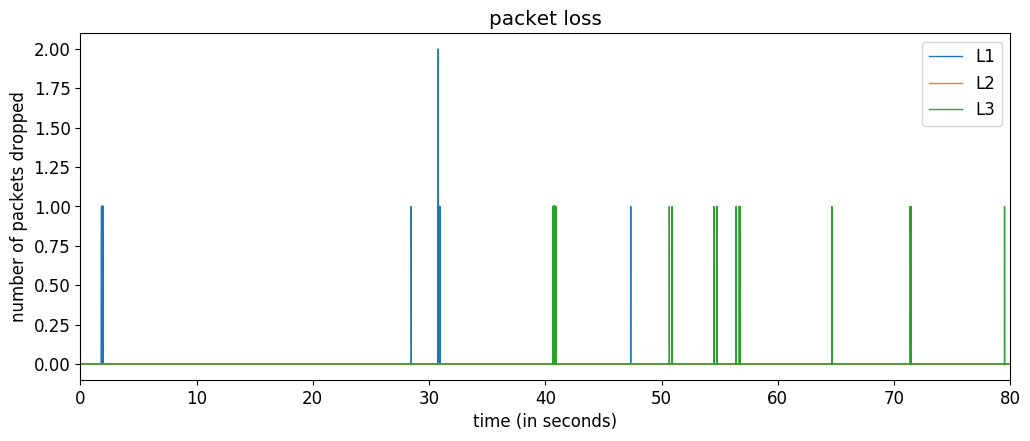 packet loss
number of packets dropped
2.00
1.75
1.50
1.25
1.00
0.75
0.50
0.25
0.00
L1
L2
L3
0 10 20 30 40 50 60 70 80
time (in seconds)